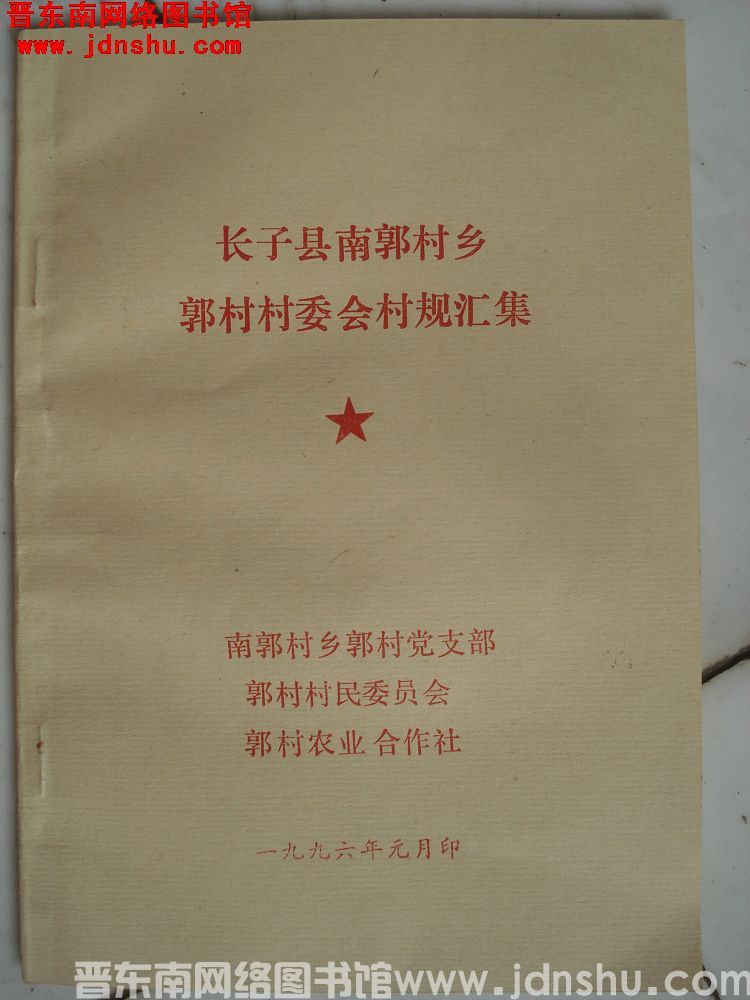 晋东南网络图书馆
www.jdnshu.com
长子县南郭村乡
郭村村委会村规汇集
南郭村乡郭村党支部
郭村村民委员会
郭村农业合作社
一九九六年元月印
晋东南网络图书馆www.jdnshu.com